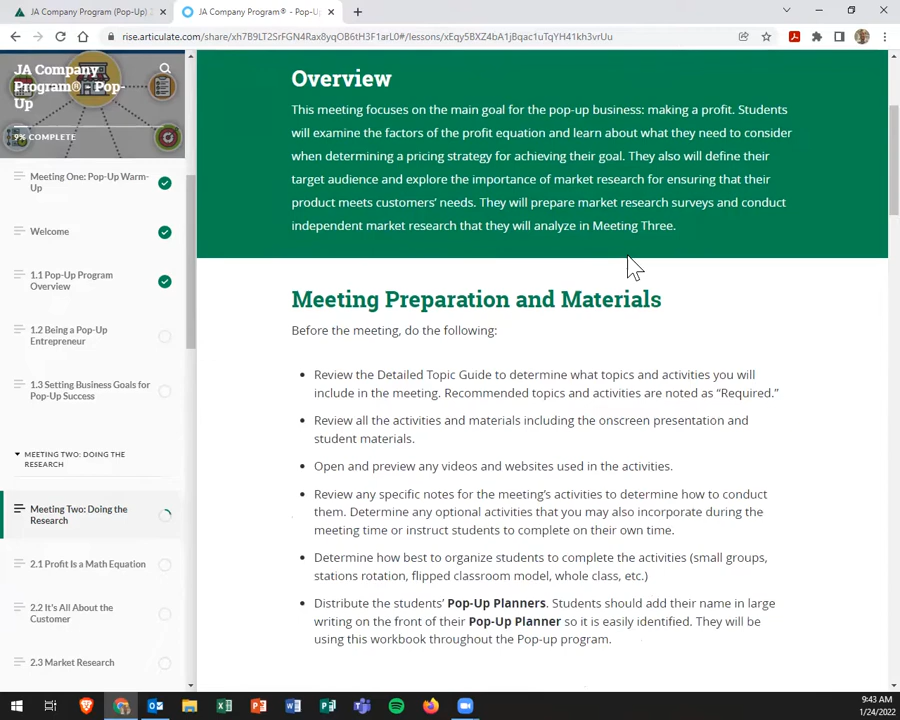 JA Company Program (Pop-Up) 2
JA Company Program® - Pop-Up
rise.articulate.com/share/xh7B9LT2SrFGN4Rax8yqOB6tH3F1arL0#/lessons/xEqy5BXZ4bA1jBqac1uTqYH41kh3vrUu
JA Company
Program® - Pop-
Up
9% COMPLETE
Meeting One: Pop-Up Warm-
Up
Welcome
1.1 Pop-Up Program
Overview
1.2 Being a Pop-Up
Entrepreneur
1.3 Setting Business Goals for
Pop-Up Success
MEETING TWO: DOING THE
RESEARCH
Meeting Two: Doing the
Research
2.1 Profit Is a Math Equation
2.2 It's All About the
Customer
2.3 Market Research
Overview
This meeting focuses on the main goal for the pop-up business: making a profit. Students
will examine the factors of the profit equation and learn about what they need to consider
when determining a pricing strategy for achieving their goal. They also will define their
target audience and explore the importance of market research for ensuring that their
product meets customers’ needs. They will prepare market research surveys and conduct
independent market research that they will analyze in Meeting Three.
Meeting Preparation and Materials
Before the meeting, do the following:
• Review the Detailed Topic Guide to determine what topics and activities you will
include in the meeting. Recommended topics and activities are noted as “Required.”
• Review all the activities and materials including the onscreen presentation and
student materials.
• Open and preview any videos and websites used in the activities.
• Review any specific notes for the meeting’s activities to determine how to conduct
them. Determine any optional activities that you may also incorporate during the
meeting time or instruct students to complete on their own time.
• Determine how best to organize students to complete the activities (small groups,
stations rotation, flipped classroom model, whole class, etc.)
• Distribute the students’ Pop-Up Planners. Students should add their name in large
writing on the front of their Pop-Up Planner so it is easily identified. They will be
using this workbook throughout the Pop-up program.
9:43 AM
1/24/2022